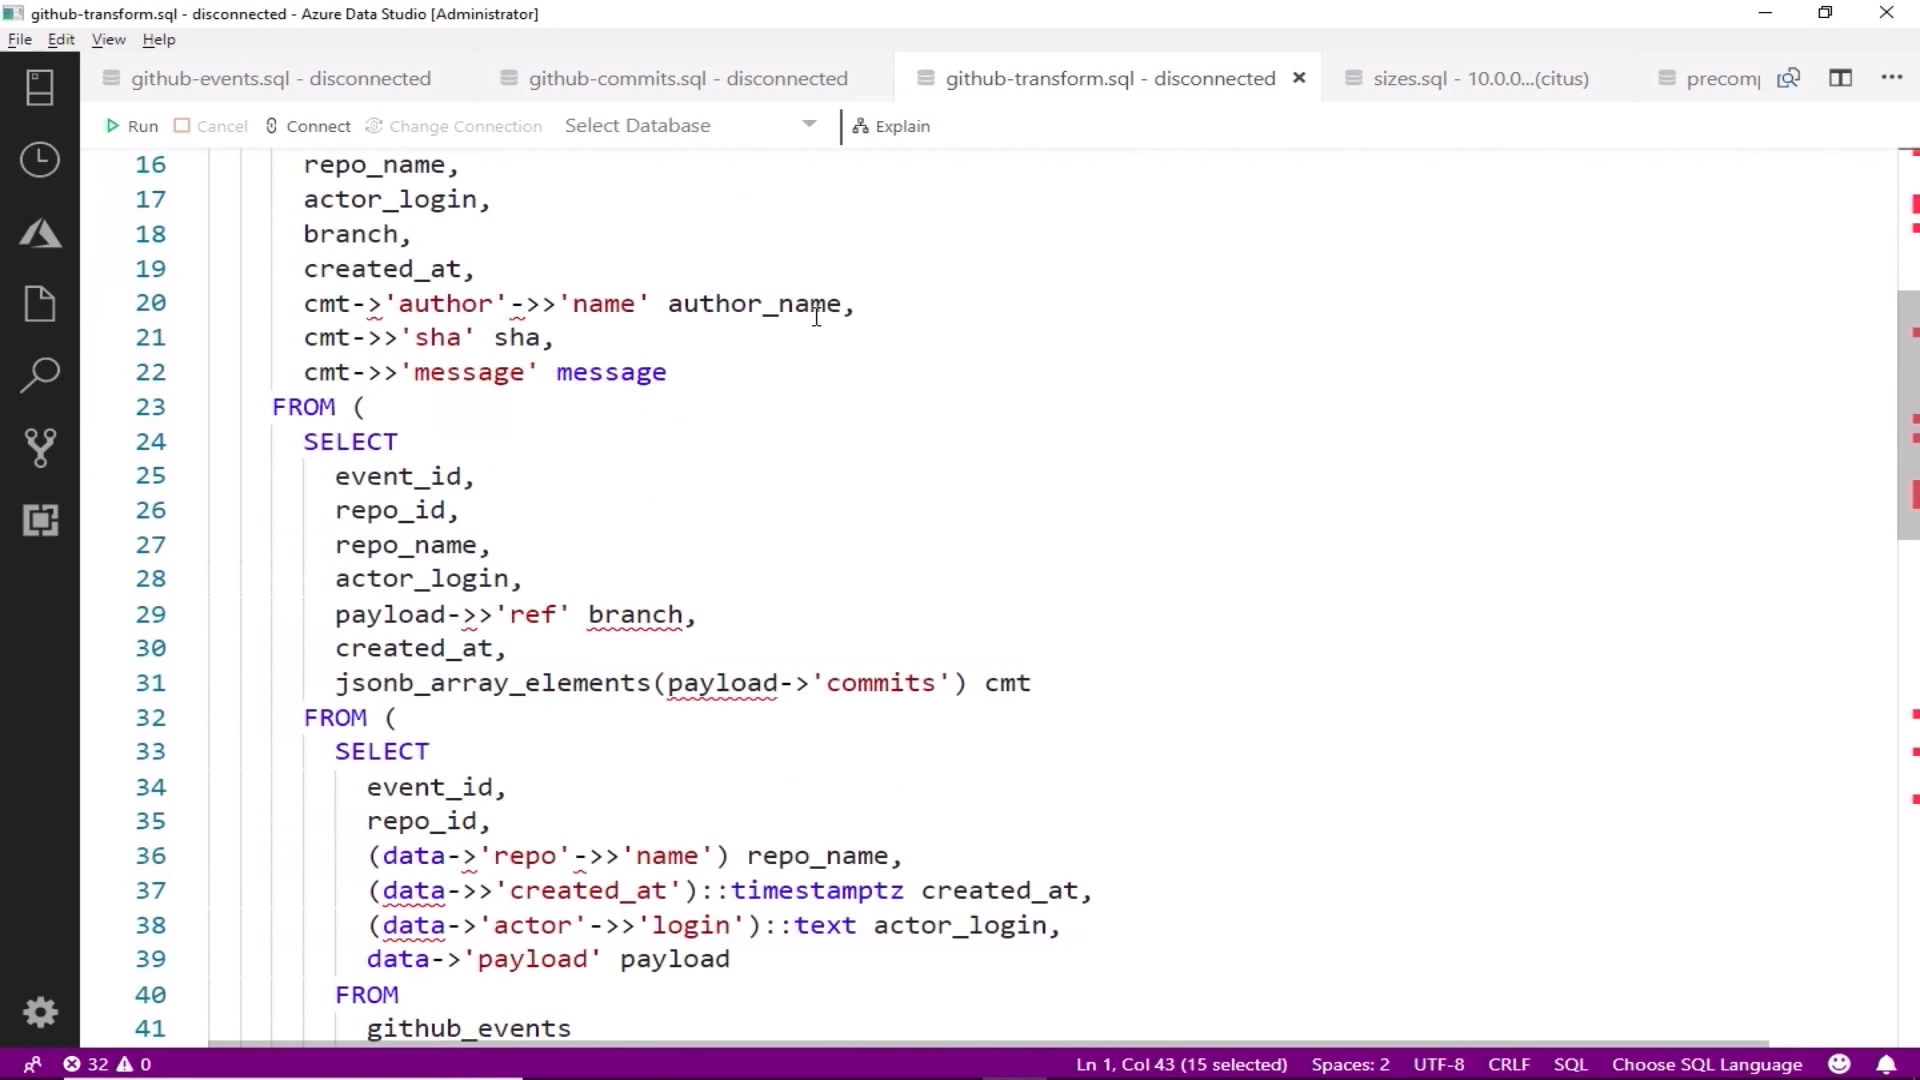 github-transform.sql - disconnected - Azure Data Studio [Administrator]
File Edit View Help
github-events.sql - disconnected github-commits.sql - disconnected github-transform.sql - disconnected sizes.sql - 10.0.0...(citus) precomp
Run Cancel Connect Change Connection Select Database Explain
16 repo_name,
17 actor_login,
18 branch,
19 created_at,
20 cmt->'author'->>'name' author_name,
21 cmt->>'sha' sha,
22 cmt->>'message' message
23 FROM (
24 SELECT
25 event_id,
26 repo_id,
27 repo_name,
28 actor_login,
29 payload->>'ref' branch,
30 created_at,
31 jsonb_array_elements(payload->'commits') cmt
32 FROM (
33 SELECT
34 event_id,
35 repo_id,
36 (data->'repo'->>'name') repo_name,
37 (data->>'created_at')::timestamptz created_at,
38 (data->'actor'->>'login')::text actor_login,
39 data->'payload' payload
40 FROM
41 github_events
32 0 Ln 1, Col 43 (15 selected) Spaces: 2 UTF-8 CRLF SQL Choose SQL Language